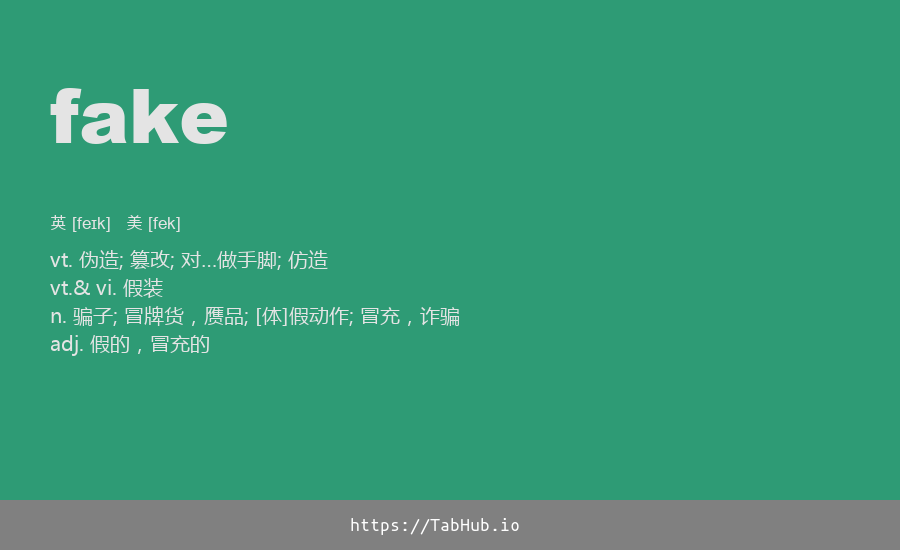 fake
英 [feɪk] 美 [fek]
vt. 伪造; 篡改; 对...做手脚; 仿造
vt.& vi. 假装
n. 骗子; 冒牌货，赝品; [体]假动作; 冒充，诈骗
adj. 假的，冒充的
https://TabHub.io